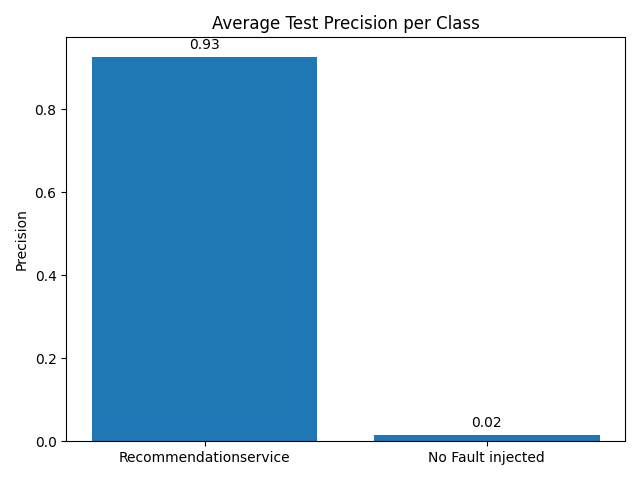 Average Test Precision per Class
0.93
0.02
0.8
0.6
0.4
0.2
0.0
Precision
Recommendationservice
No Fault injected